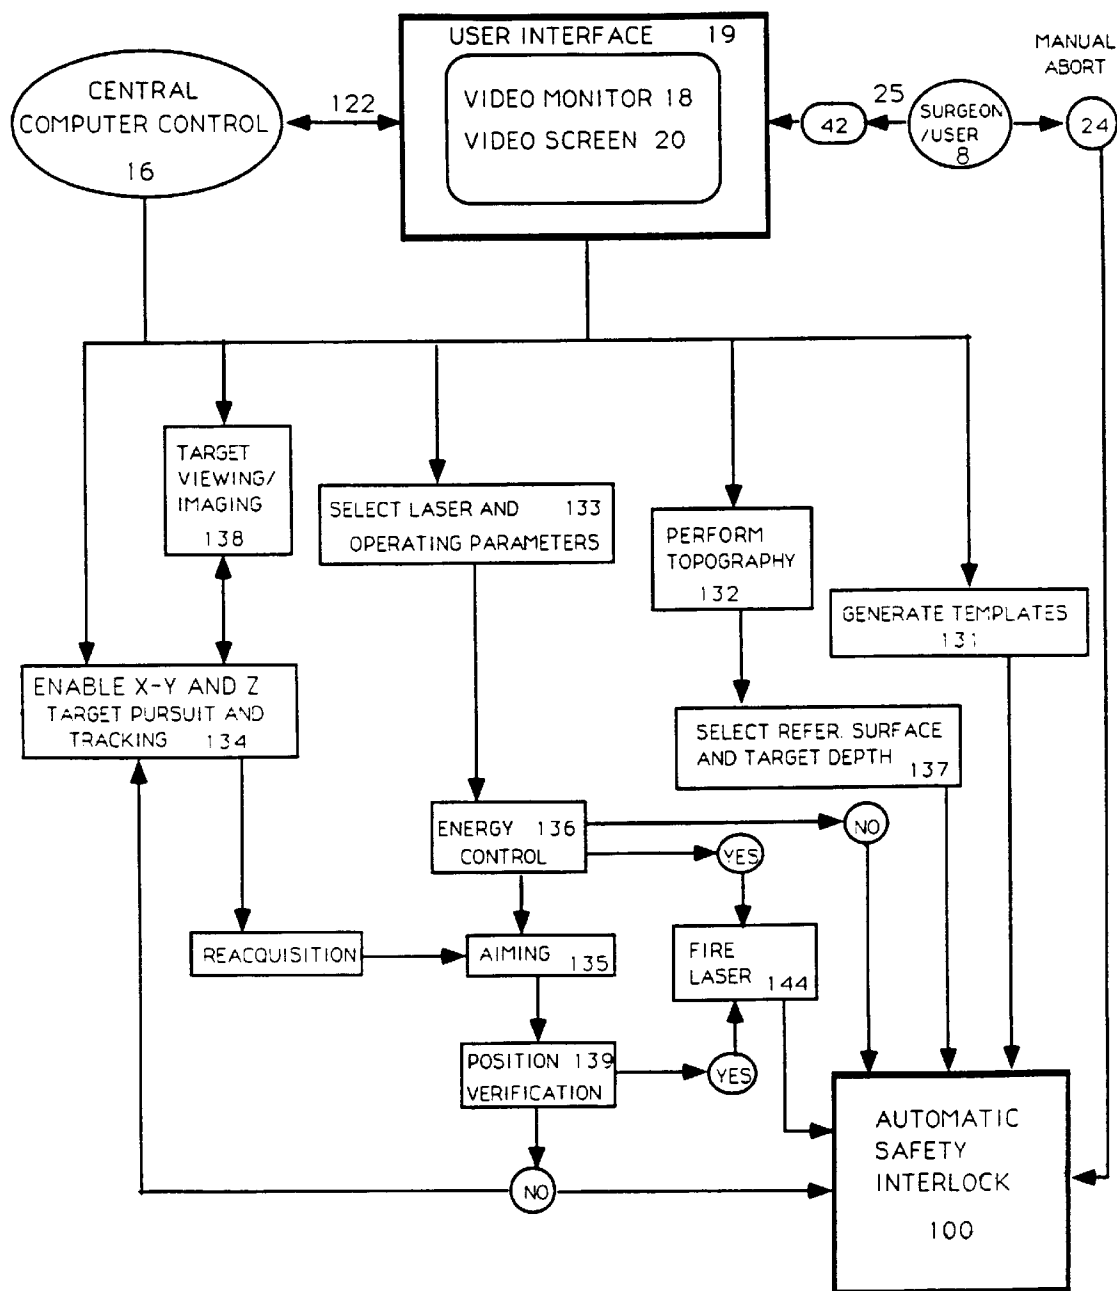 USER INTERFACE 19
MANUAL
ABORT
CENTRAL
COMPUTER CONTROL
16
122
VIDEO MONITOR 18
VIDEO SCREEN 20
42
25
SURGEON
/USER
8
24
TARGET
VIEWING/
IMAGING
138
SELECT LASER AND 133
OPERATING PARAMETERS
PERFORM
TOPOGRAPHY
132
GENERATE TEMPLATES
131
ENABLE X-Y AND Z
TARGET PURSUIT AND
TRACKING 134
SELECT REFER. SURFACE
AND TARGET DEPTH
137
ENERGY 136
CONTROL
NO
YES
REACQUISITION
AIMING
135
FIRE
LASER
144
POSITION 139
VERIFICATION
YES
NO
AUTOMATIC
SAFETY
INTERLOCK
100